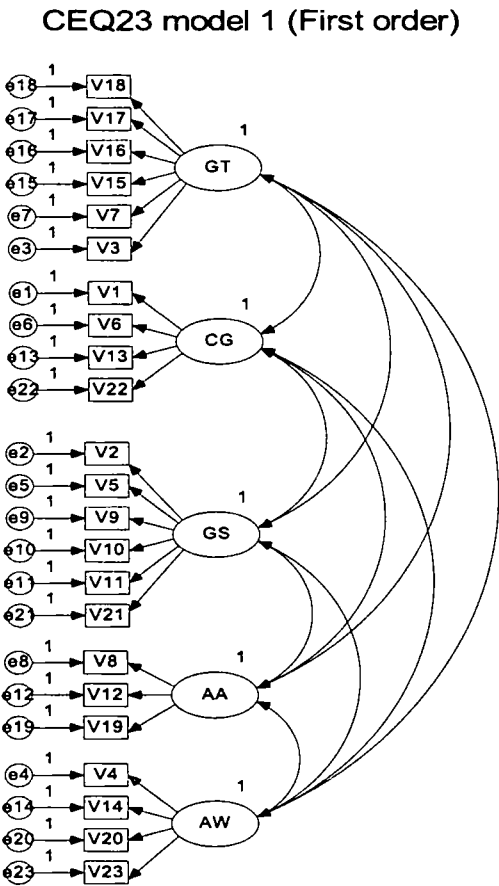 CEQ23 model 1 (First order)
1
e18 V18
1
e17 V17
1
e16 V16
1
e15 V15
1
e7 V7
1
e3 V3
1
GT
1
e1 V1
1
e6 V6
1
e13 V13
1
e22 V22
1
CG
1
e2 V2
1
e5 V5
1
e9 V9
1
e10 V10
1
e11 V11
1
e21 V21
1
GS
1
e8 V8
1
e12 V12
1
e19 V19
1
AA
1
e4 V4
1
e14 V14
1
e20 V20
1
e23 V23
1
AW